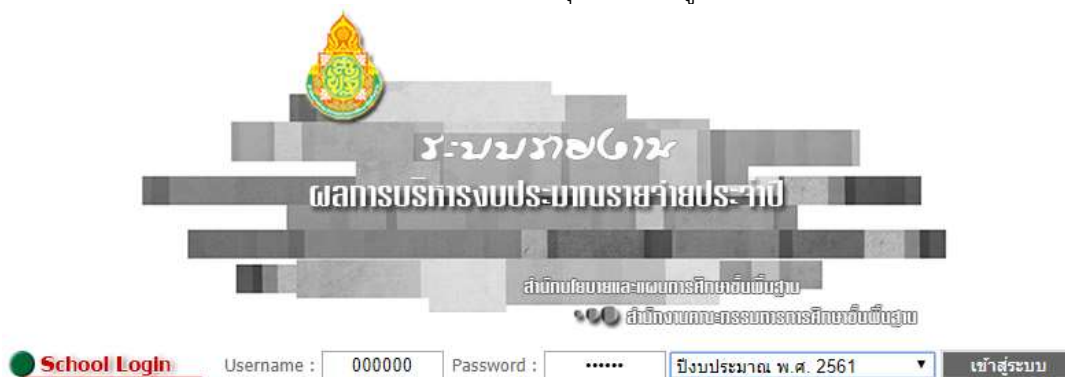 ระบบรายงาน
ผลการบริหารงบประมาณรายจ่ายประจำปี
สำนักนโยบายและแผนการศึกษาขั้นพื้นฐาน
สำนักงานคณะกรรมการการศึกษาขั้นพื้นฐาน
School Login Username : 000000 Password : •••••• ปีงบประมาณ พ.ศ. 2561 เข้าสู่ระบบ